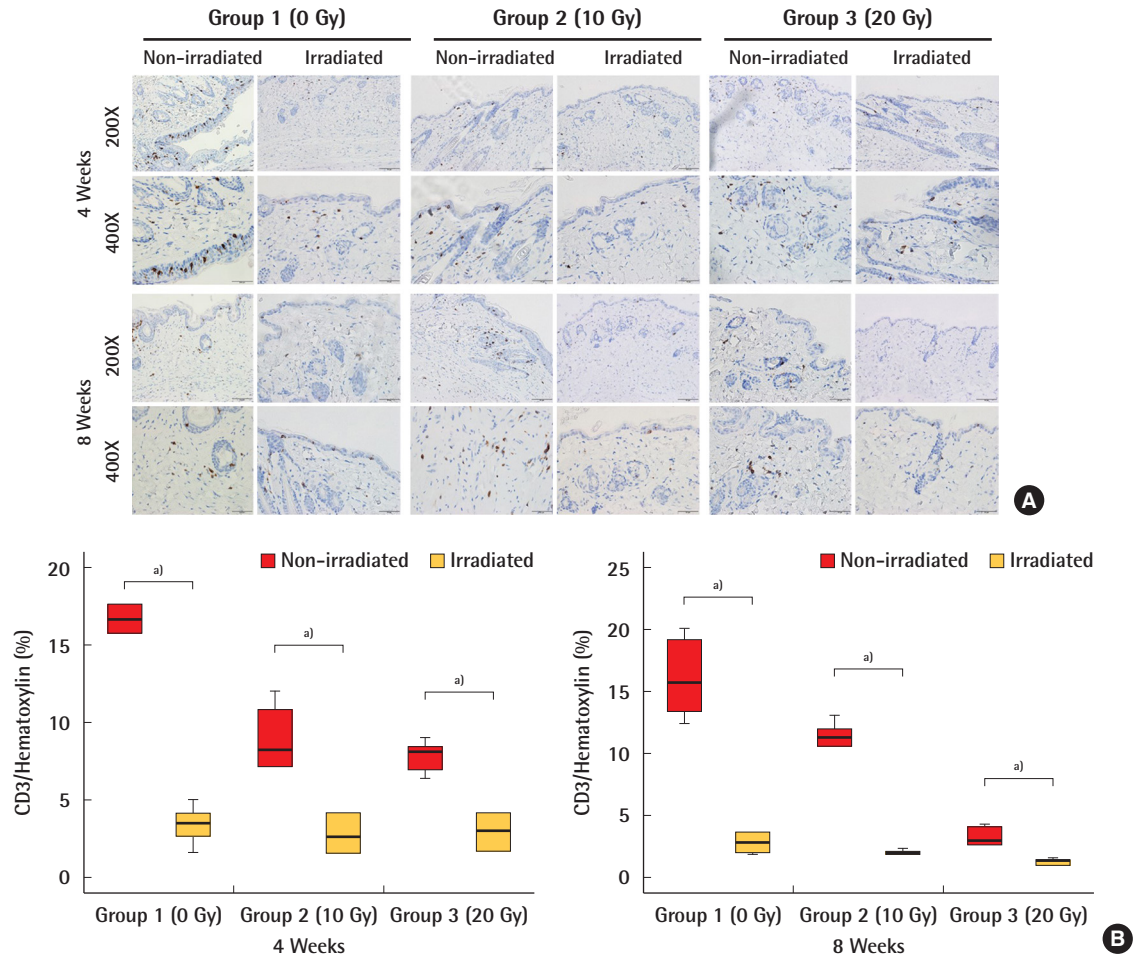 Group 1 (0 Gy) Group 2 (10 Gy) Group 3 (20 Gy)
Non-irradiated Irradiated Non-irradiated Irradiated Non-irradiated Irradiated
4 Weeks
200X
400X
8 Weeks
200X
400X
A
Non-irradiated Irradiated
CD3/Hematoxylin (%)
20
15
10
5
0
a)
a)
a)
Group 1 (0 Gy) Group 2 (10 Gy) Group 3 (20 Gy)
4 Weeks
Non-irradiated Irradiated
CD3/Hematoxylin (%)
25
20
15
10
5
0
a)
a)
a)
Group 1 (0 Gy) Group 2 (10 Gy) Group 3 (20 Gy)
8 Weeks
B